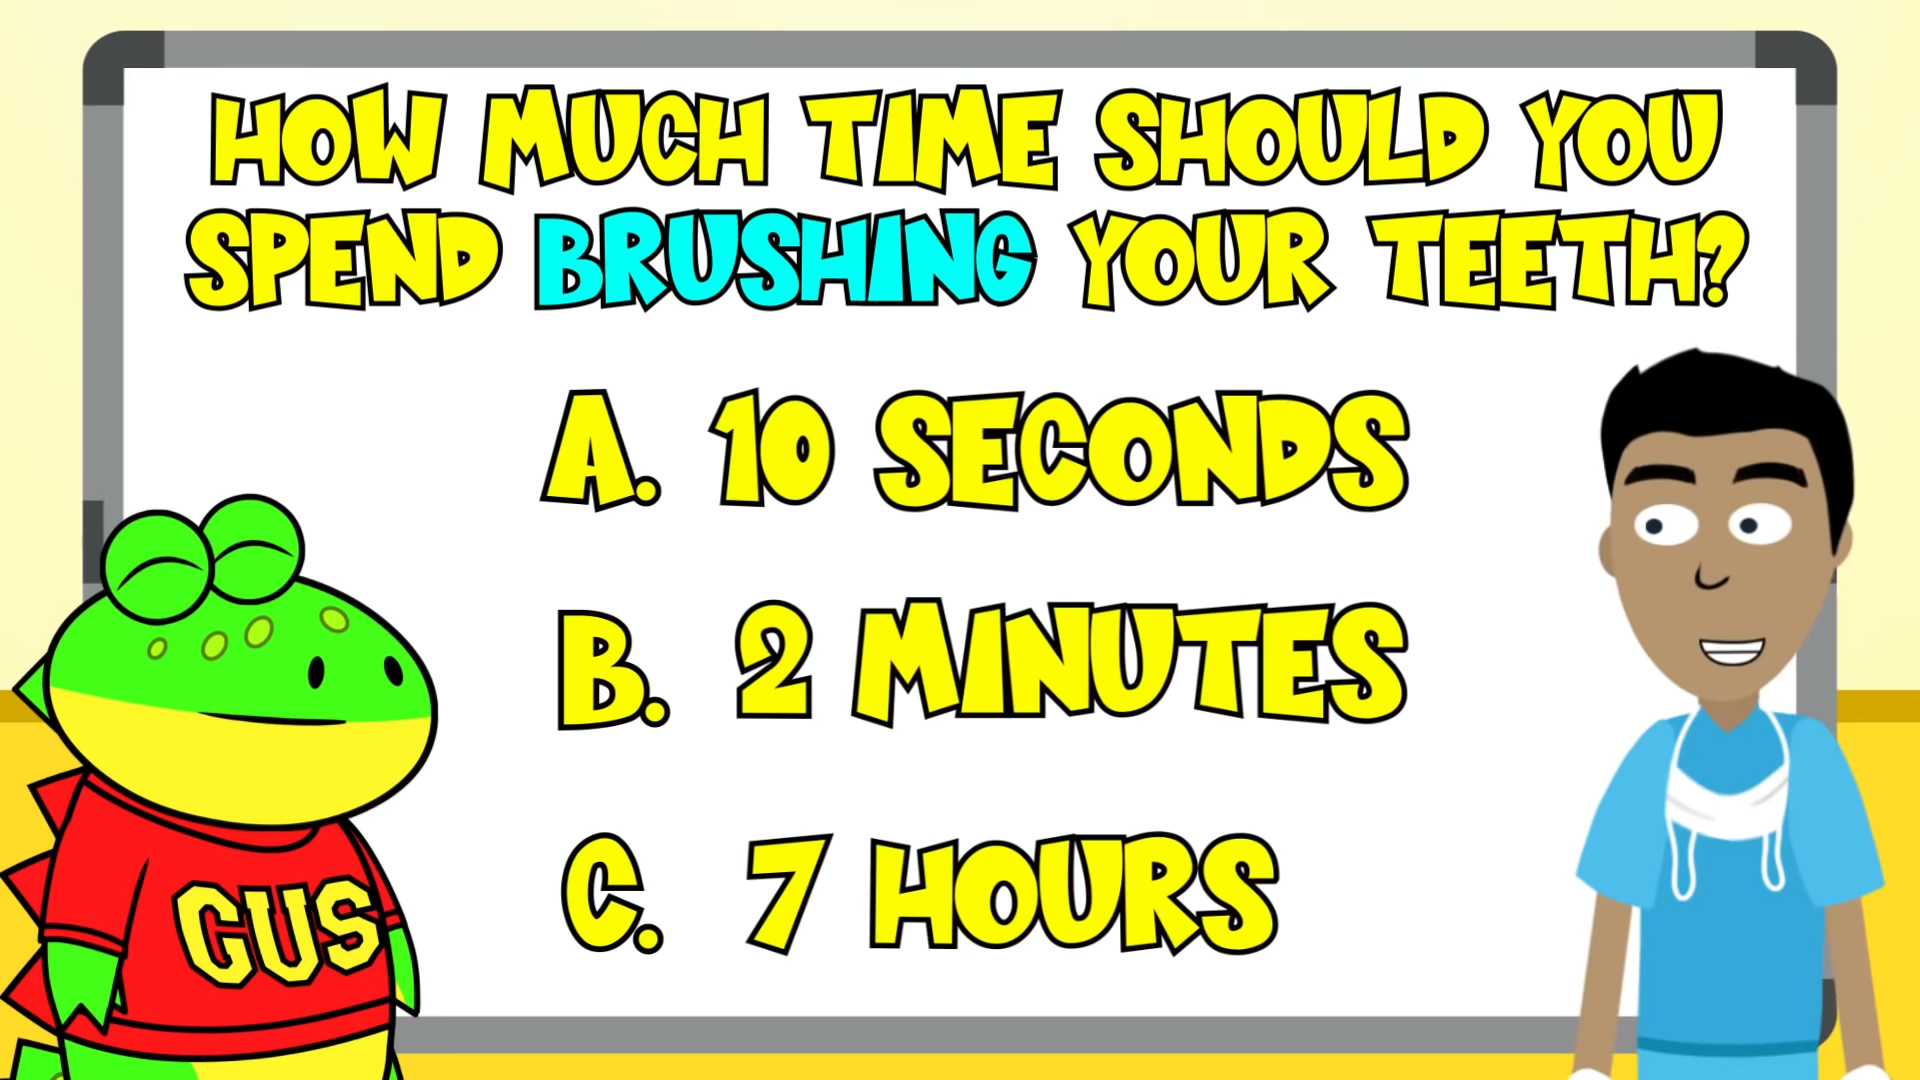 HOW MUCH TIME SHOULD YOU
SPEND BRUSHING YOUR TEETH?
A. 10 SECONDS
B. 2 MINUTES
C. 7 HOURS
GUS